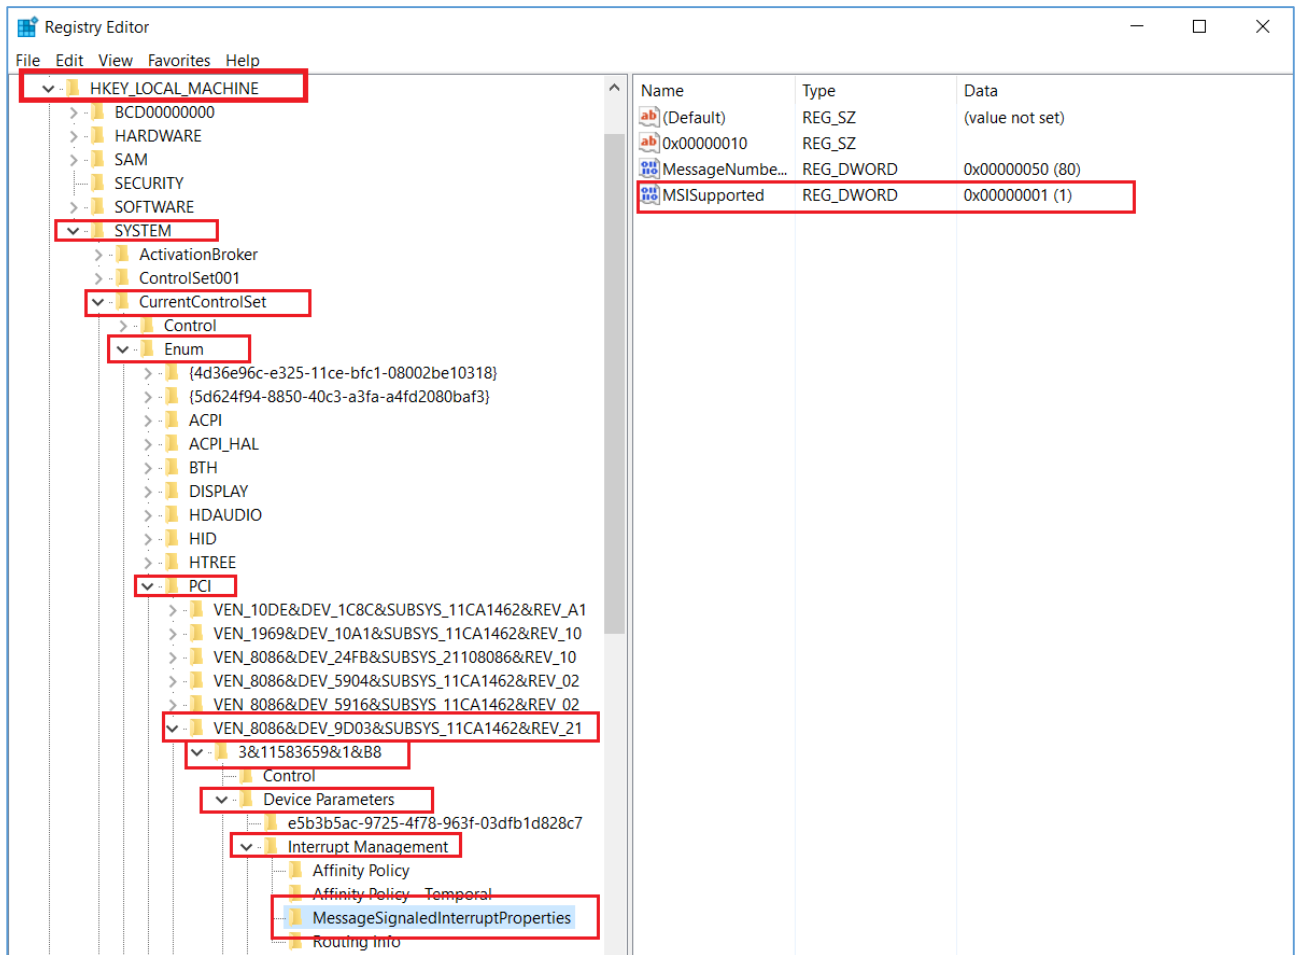 Registry Editor
File Edit View Favorites Help
HKEY_LOCAL_MACHINE
BCD00000000
HARDWARE
SAM
SECURITY
SOFTWARE
SYSTEM
ActivationBroker
ControlSet001
CurrentControlSet
Control
Enum
{4d36e96c-e325-11ce-bfc1-08002be10318}
{5d624f94-8850-40c3-a3fa-a4fd2080baf3}
ACPI
ACPI_HAL
BTH
DISPLAY
HDAUDIO
HID
HTREE
PCI
VEN_10DE&DEV_1C8C&SUBSYS_11CA1462&REV_A1
VEN_1969&DEV_10A1&SUBSYS_11CA1462&REV_10
VEN_8086&DEV_24FB&SUBSYS_21108086&REV_10
VEN_8086&DEV_5904&SUBSYS_11CA1462&REV_02
VEN_8086&DEV_5916&SUBSYS_11CA1462&REV_02
VEN_8086&DEV_9D03&SUBSYS_11CA1462&REV_21
3&11583659&1&B8
Control
Device Parameters
e5b3b5ac-9725-4f78-963f-03dfb1d828c7
Interrupt Management
Affinity Policy
Affinity Policy - Temporal
MessageSignaledInterruptProperties
Routing Info
Name Type Data
(Default) REG_SZ (value not set)
0x00000010 REG_SZ
MessageNumbe... REG_DWORD 0x00000050 (80)
MSISupported REG_DWORD 0x00000001 (1)